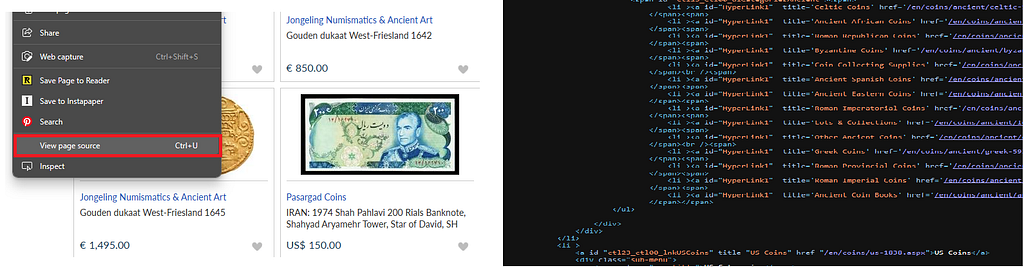 Share
Web capture Ctrl+Shift+S
Save Page to Reader
Save to Instapaper
Search
View page source Ctrl+U
Inspect
Jongeling Numismatics & Ancient Art
Gouden dukaat West-Friesland 1642
€ 850.00
Jongeling Numismatics & Ancient Art
Gouden dukaat West-Friesland 1645
€ 1,495.00
Pasargad Coins
IRAN: 1974 Shah Pahlavi 200 Rials Banknote,
Shahyad Aryamehr Tower, Star of David, SH
US$ 150.00
<li ><a id="HyperLink1" title='Celtic Coins' href='/en/coins/ancient/celtic-
</span><span>
<li ><a id="HyperLink1" title='Ancient African Coins' href='/en/coins/ancien
</span><span>
<li ><a id="HyperLink1" title='Roman Republican Coins' href='/en/coins/ancie
</span><span>
<li ><a id="HyperLink1" title='Byzantine Coins' href='/en/coins/ancient/byza
</span><span>
<li ><a id="HyperLink1" title='Coin Collecting Supplies' href='/en/coins/anc
</span><br /><span>
<li ><a id="HyperLink1" title='Ancient Spanish Coins' href='/en/coins/ancien
</span><span>
<li ><a id="HyperLink1" title='Ancient Eastern Coins' href='/en/coins/ancien
</span><span>
<li ><a id="HyperLink1" title='Roman Imperatorial Coins' href='/en/coins/anc
</span><span>
<li ><a id="HyperLink1" title='Lots & Collections' href='/en/coins/ancient/
</span><span>
<li ><a id="HyperLink1" title='Other Ancient Coins' href='/en/coins/ancient/
</span><br /><span>
<li ><a id="HyperLink1" title='Greek Coins' href='/en/coins/ancient/greek-59
</span><span>
<li ><a id="HyperLink1" title='Roman Provincial Coins' href='/en/coins/ancie
</span><span>
<li ><a id="HyperLink1" title='Roman Imperial Coins' href='/en/coins/ancient
</span><span>
<li ><a id="HyperLink1" title='Ancient Coin Books' href='/en/coins/ancient/a
</span></span>
</ul>
</div>
</div>
</li>
<li >
<a id="ctl23_ctl00_lnkUSCoins" title="US Coins" href="/en/coins/us-1838.aspx">US Coins</a>
<div class="sub-menu">